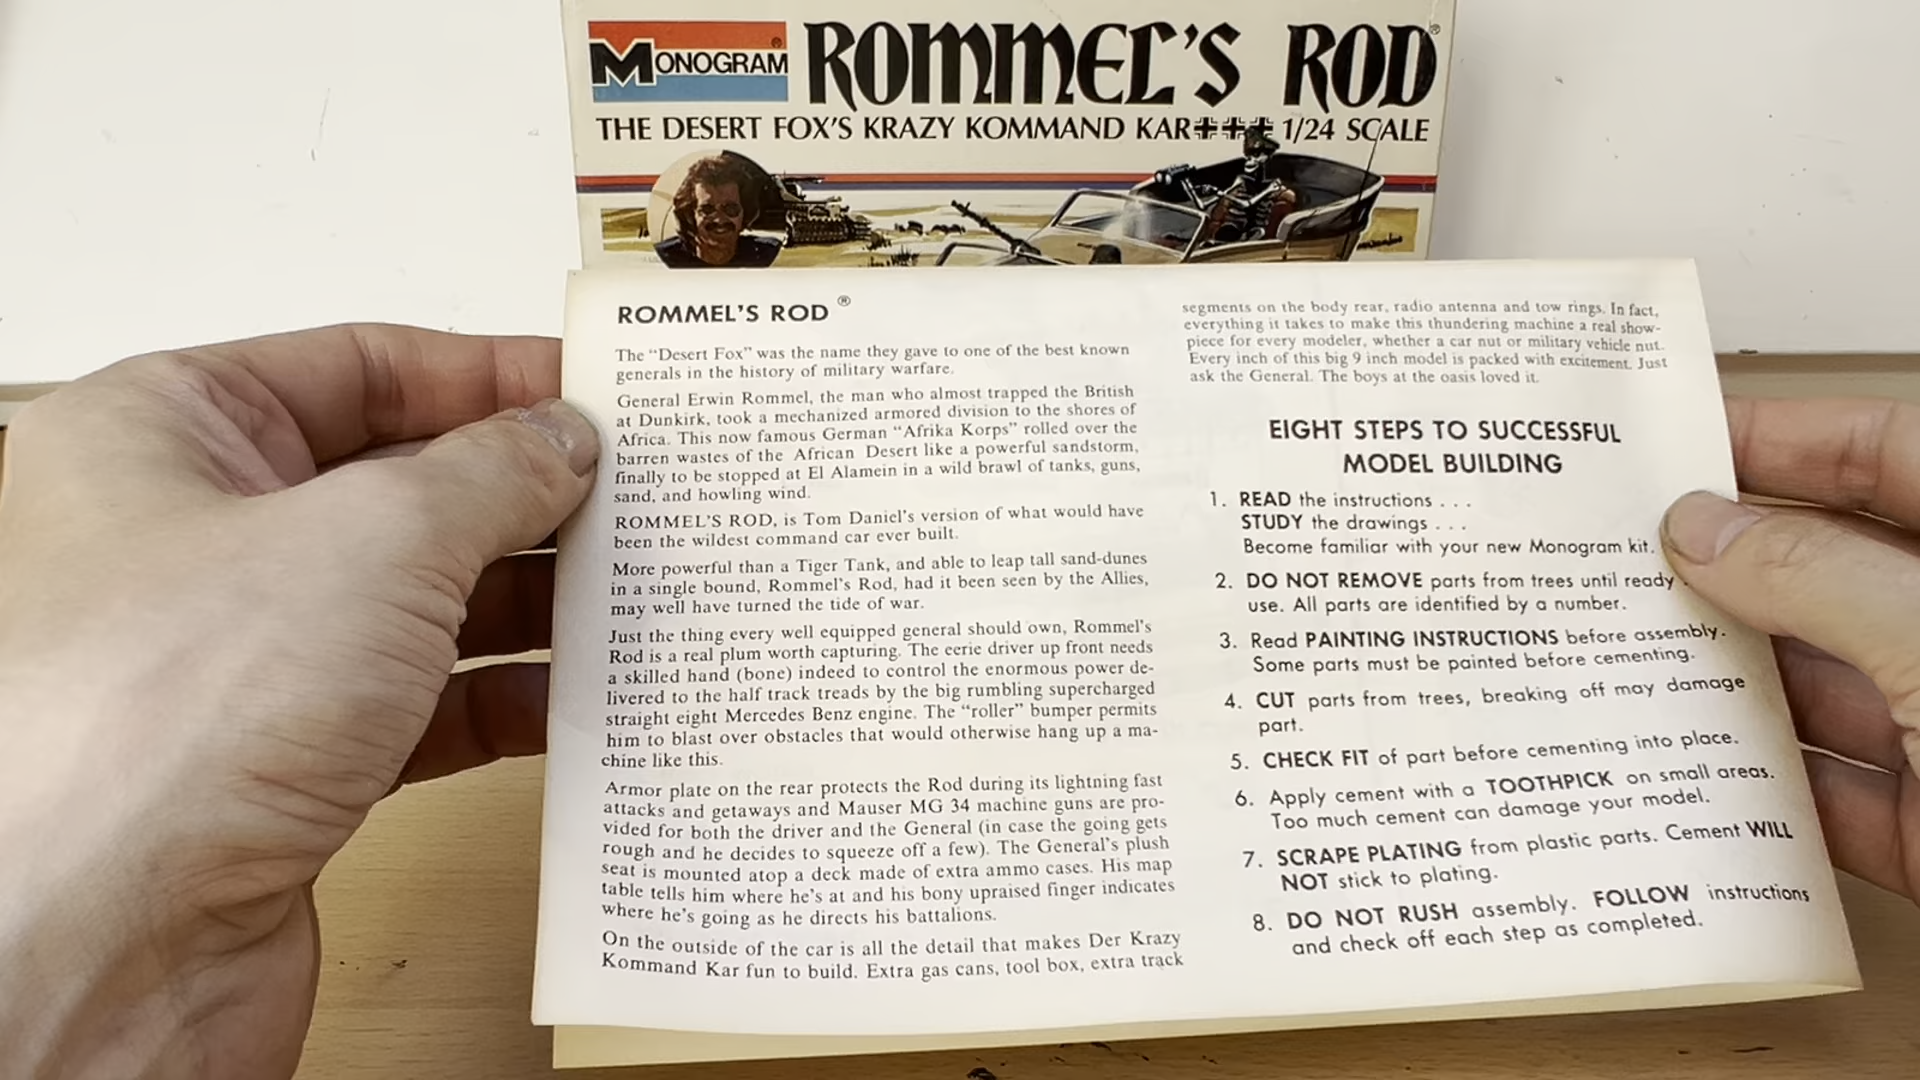 MONOGRAM®
ROMMEL'S ROD®
THE DESERT FOX'S KRAZY KOMMAND KAR 1/24 SCALE
ROMMEL'S ROD®
The “Desert Fox” was the name they gave to one of the best known
generals in the history of military warfare.
General Erwin Rommel, the man who almost trapped the British
at Dunkirk, took a mechanized armored division to the shores of
Africa. This now famous German “Afrika Korps” rolled over the
barren wastes of the African Desert like a powerful sandstorm,
finally to be stopped at El Alamein in a wild brawl of tanks, guns,
sand, and howling wind.
ROMMEL'S ROD, is Tom Daniel's version of what would have
been the wildest command car ever built.
More powerful than a Tiger Tank, and able to leap tall sand-dunes
in a single bound, Rommel's Rod, had it been seen by the Allies,
may well have turned the tide of war.
Just the thing every well equipped general should own, Rommel's
Rod is a real plum worth capturing. The eerie driver up front needs
a skilled hand (bone) indeed to control the enormous power de-
livered to the half track treads by the big rumbling supercharged
straight eight Mercedes Benz engine. The “roller” bumper permits
him to blast over obstacles that would otherwise hang up a ma-
chine like this.
Armor plate on the rear protects the Rod during its lightning fast
attacks and getaways and Mauser MG 34 machine guns are pro-
vided for both the driver and the General (in case the going gets
rough and he decides to squeeze off a few). The General's plush
seat is mounted atop a deck made of extra ammo cases. His map
table tells him where he's at and his bony upraised finger indicates
where he's going as he directs his battalions.
On the outside of the car is all the detail that makes Der Krazy
Kommand Kar fun to build. Extra gas cans, tool box, extra track
segments on the body rear, radio antenna and tow rings. In fact,
everything it takes to make this thundering machine a real show-
piece for every modeler, whether a car nut or military vehicle nut.
Every inch of this big 9 inch model is packed with excitement. Just
ask the General. The boys at the oasis loved it.
EIGHT STEPS TO SUCCESSFUL
MODEL BUILDING
1. READ the instructions . . .
STUDY the drawings . . .
Become familiar with your new Monogram kit.
2. DO NOT REMOVE parts from trees until ready
use. All parts are identified by a number.
3. Read PAINTING INSTRUCTIONS before assembly.
Some parts must be painted before cementing.
4. CUT parts from trees, breaking off may damage
part.
5. CHECK FIT of part before cementing into place.
6. Apply cement with a TOOTHPICK on small areas.
Too much cement can damage your model.
7. SCRAPE PLATING from plastic parts. Cement WILL
NOT stick to plating.
8. DO NOT RUSH assembly. FOLLOW instructions
and check off each step as completed.